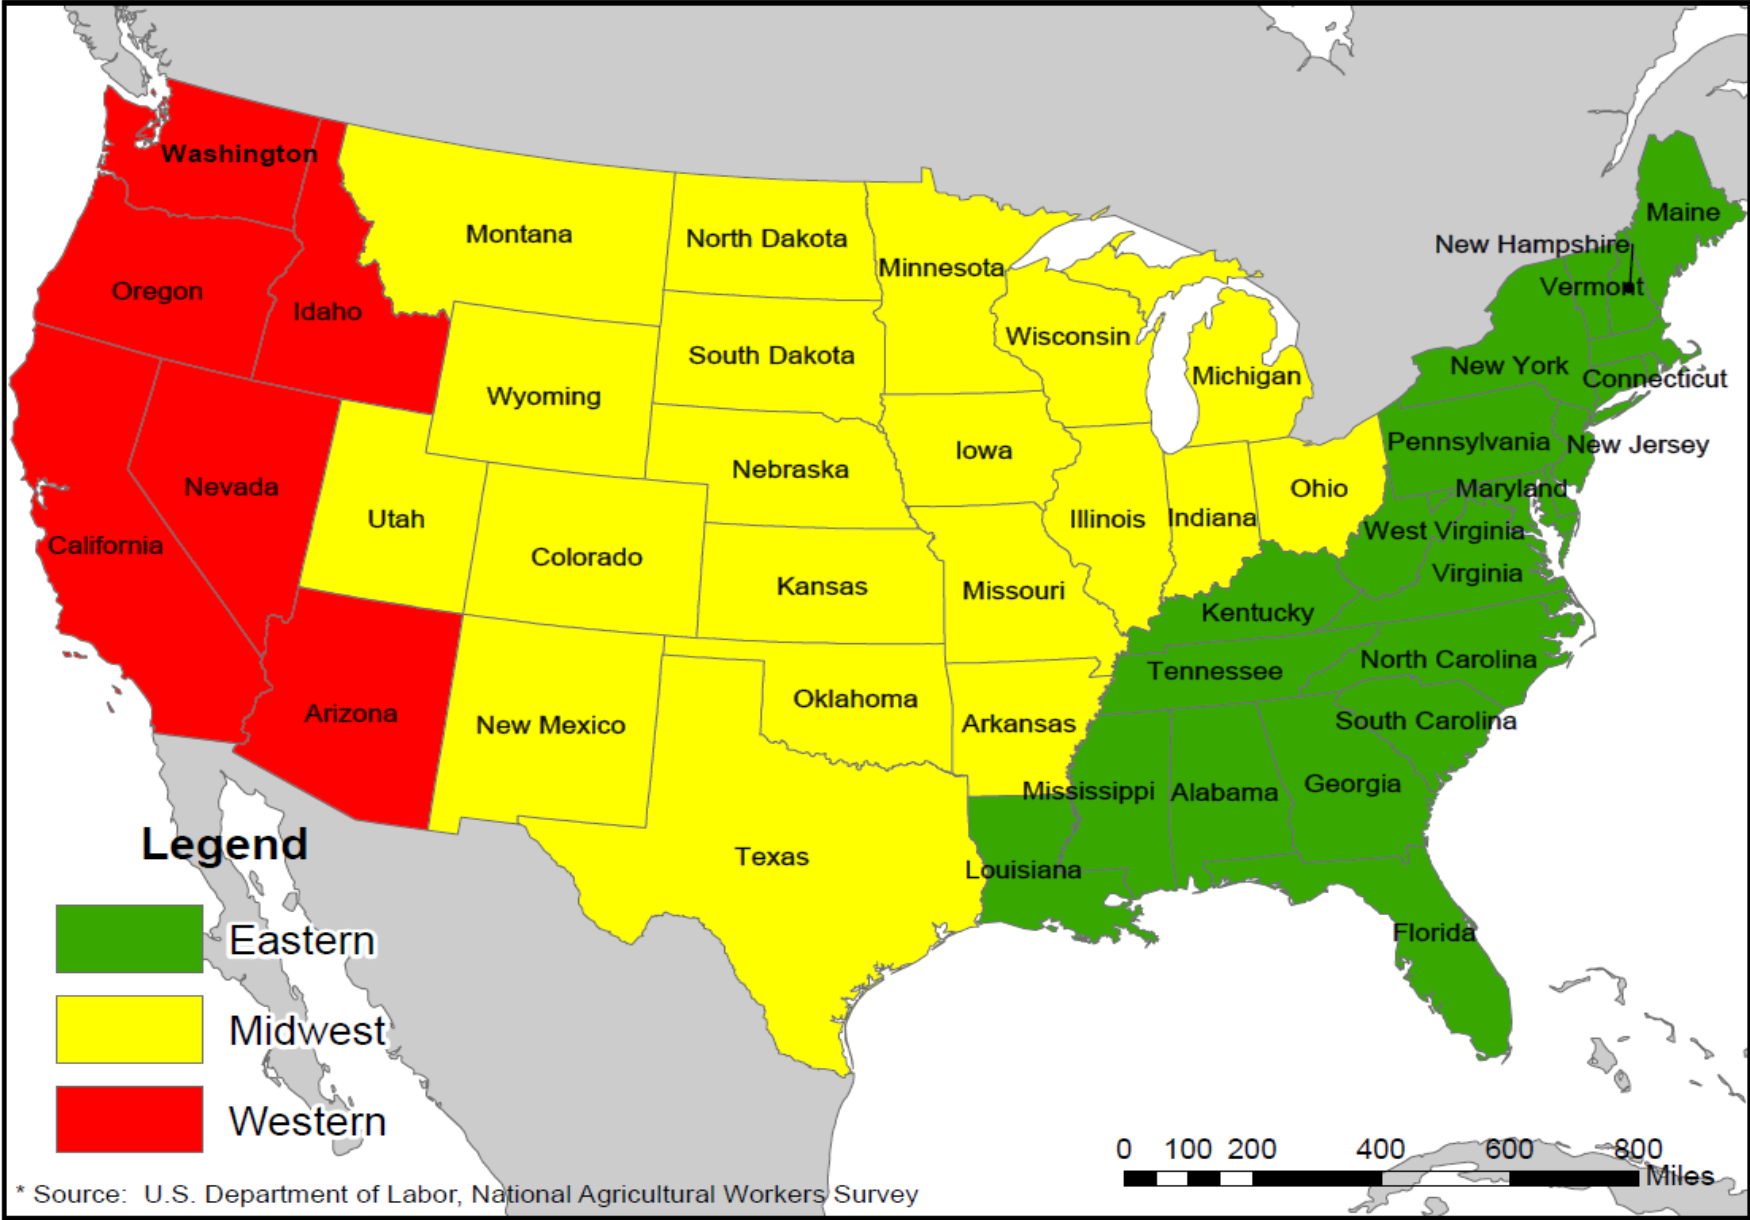 Washington
Montana
North Dakota
Minnesota
Maine
New Hampshire
Vermont
Oregon
Idaho
Wisconsin
South Dakota
Michigan
New York
Connecticut
Wyoming
Iowa
Pennsylvania
New Jersey
Nebraska
Nevada
Ohio
Maryland
Utah
Illinois
Indiana
West Virginia
California
Colorado
Virginia
Kansas
Missouri
Kentucky
North Carolina
Tennessee
Oklahoma
Arizona
New Mexico
Arkansas
South Carolina
Mississippi
Alabama
Georgia
Texas
Louisiana
Florida
Legend
Eastern
Midwest
Western
0 100 200 400 600 800
Miles
* Source: U.S. Department of Labor, National Agricultural Workers Survey